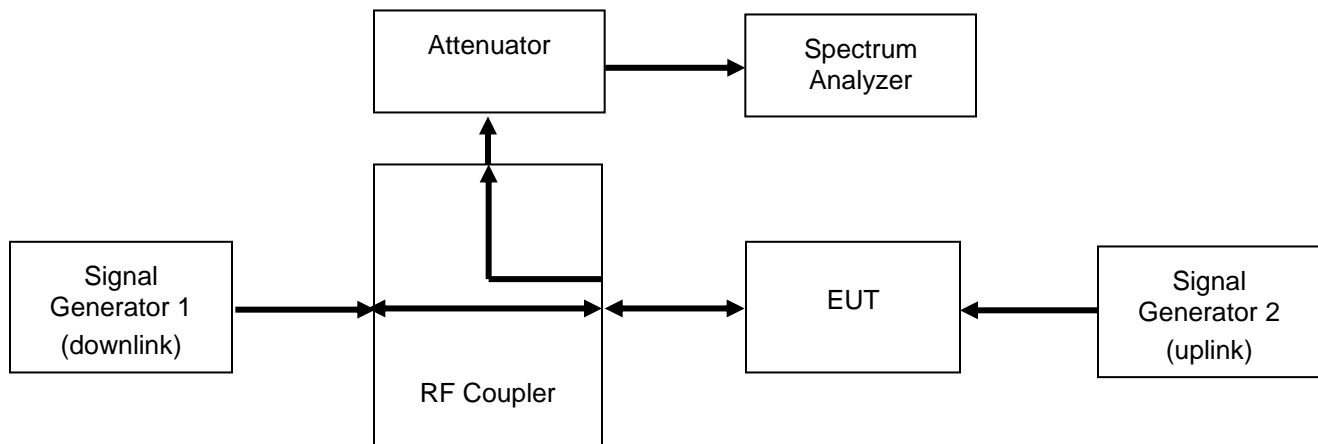 Attenuator
Spectrum
Analyzer
Signal
Generator 1
(downlink)
RF Coupler
EUT
Signal
Generator 2
(uplink)